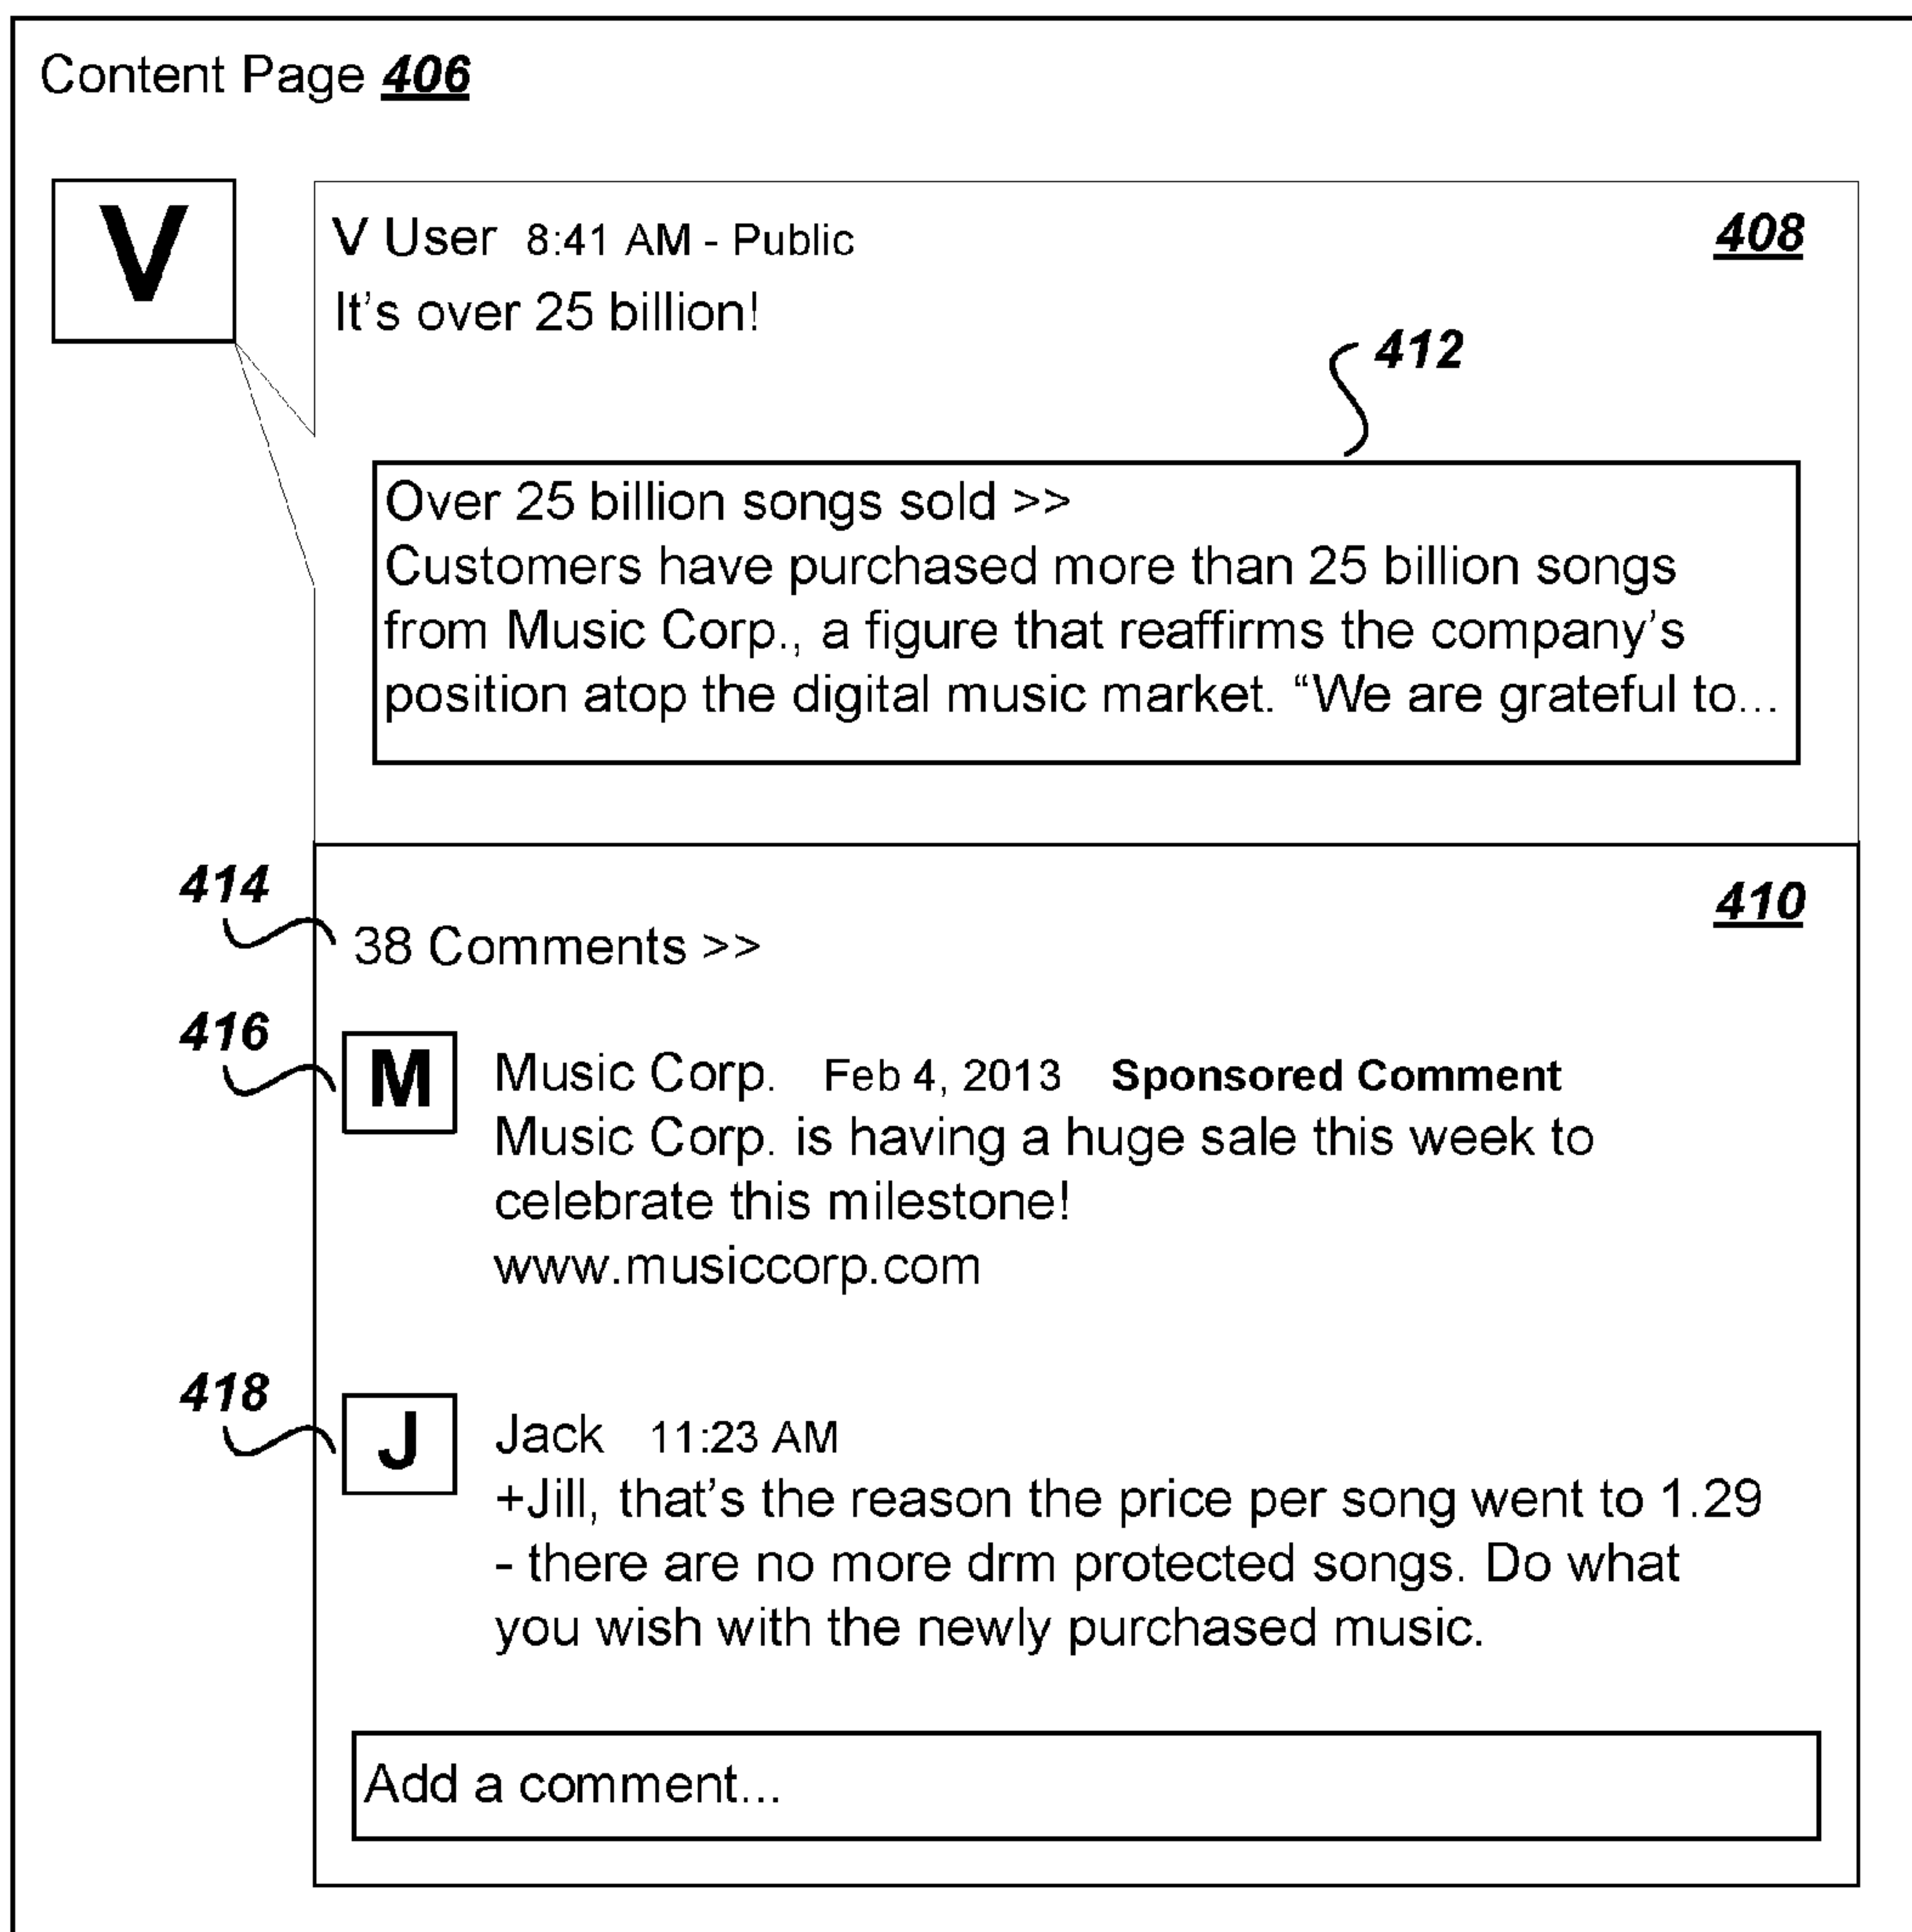 Content Page 406
V
V User 8:41 AM - Public
408
It's over 25 billion!
412
Over 25 billion songs sold >>
Customers have purchased more than 25 billion songs
from Music Corp., a figure that reaffirms the company's
position atop the digital music market. “We are grateful to...
414
410
38 Comments >>
416
M
Music Corp. Feb 4, 2013 Sponsored Comment
Music Corp. is having a huge sale this week to
celebrate this milestone!
www.musiccorp.com
418
J
Jack 11:23 AM
+Jill, that's the reason the price per song went to 1.29
- there are no more drm protected songs. Do what
you wish with the newly purchased music.
Add a comment...